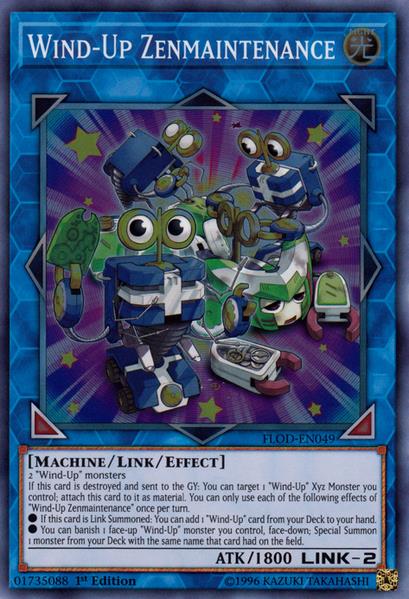 WIND-UP ZENMAINTENANCE
LIGHT
光
FLOD-EN049
[MACHINE/LINK/EFFECT]
2 "Wind-Up" monsters
If this card is destroyed and sent to the GY: You can target 1 "Wind-Up" Xyz Monster you
control; attach this card to it as material. You can only use each of the following effects of
"Wind-Up Zenmaintenance" once per turn.
● If this card is Link Summoned: You can add 1 "Wind-Up" card from your Deck to your hand.
● You can banish 1 face-up "Wind-Up" monster you control, face-down; Special Summon
1 monster from your Deck with the same name that card had on the field.
ATK/1800 LINK-2
01735088 1st Edition ©1996 KAZUKI TAKAHASHI